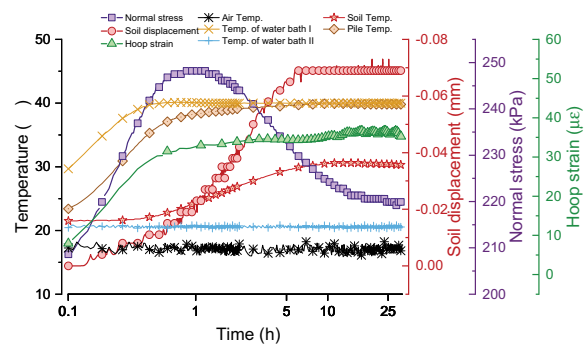 Normal stress Air Temp. Soil Temp.
Soil displacement Temp. of water bath I Pile Temp.
Hoop strain Temp. of water bath II
50
40
30
20
10
Temperature ( )
0.1 1 5 10 25
Time (h)
-0.08
-0.06
-0.04
-0.02
0.00
Soil displacement (mm)
250
240
230
220
210
200
Normal stress (kPa)
60
50
40
30
20
10
0
Hoop strain (με)